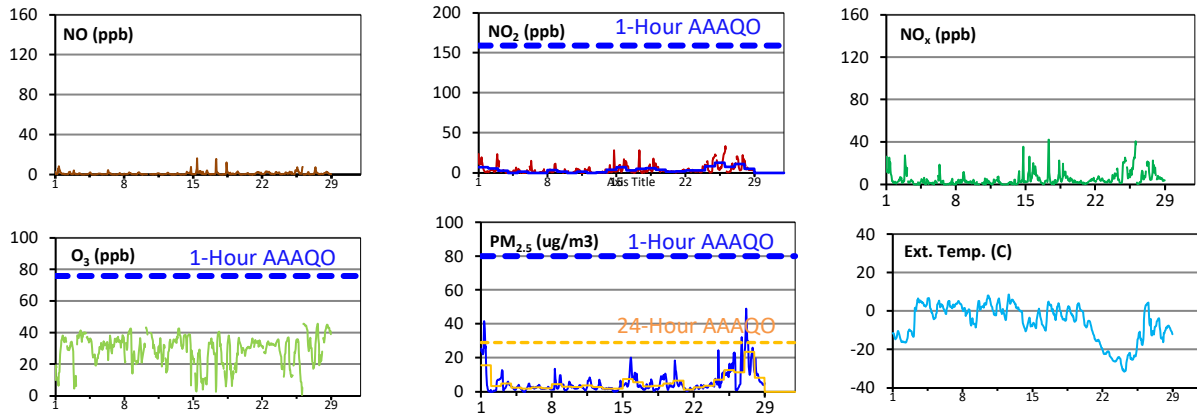 NO (ppb)
160
120
80
40
0
1 8 15 22 29
NO₂ (ppb)
1-Hour AAAQO
200
150
100
50
0
1 8 15 22 29
Axis Title
NOₓ (ppb)
160
120
80
40
0
1 8 15 22 29
O₃ (ppb)
1-Hour AAAQO
100
80
60
40
20
0
1 8 15 22 29
PM₂.₅ (ug/m3)
1-Hour AAAQO
24-Hour AAAQO
100
80
60
40
20
0
1 8 15 22 29
Ext. Temp. (C)
40
20
0
-20
-40
1 8 15 22 29